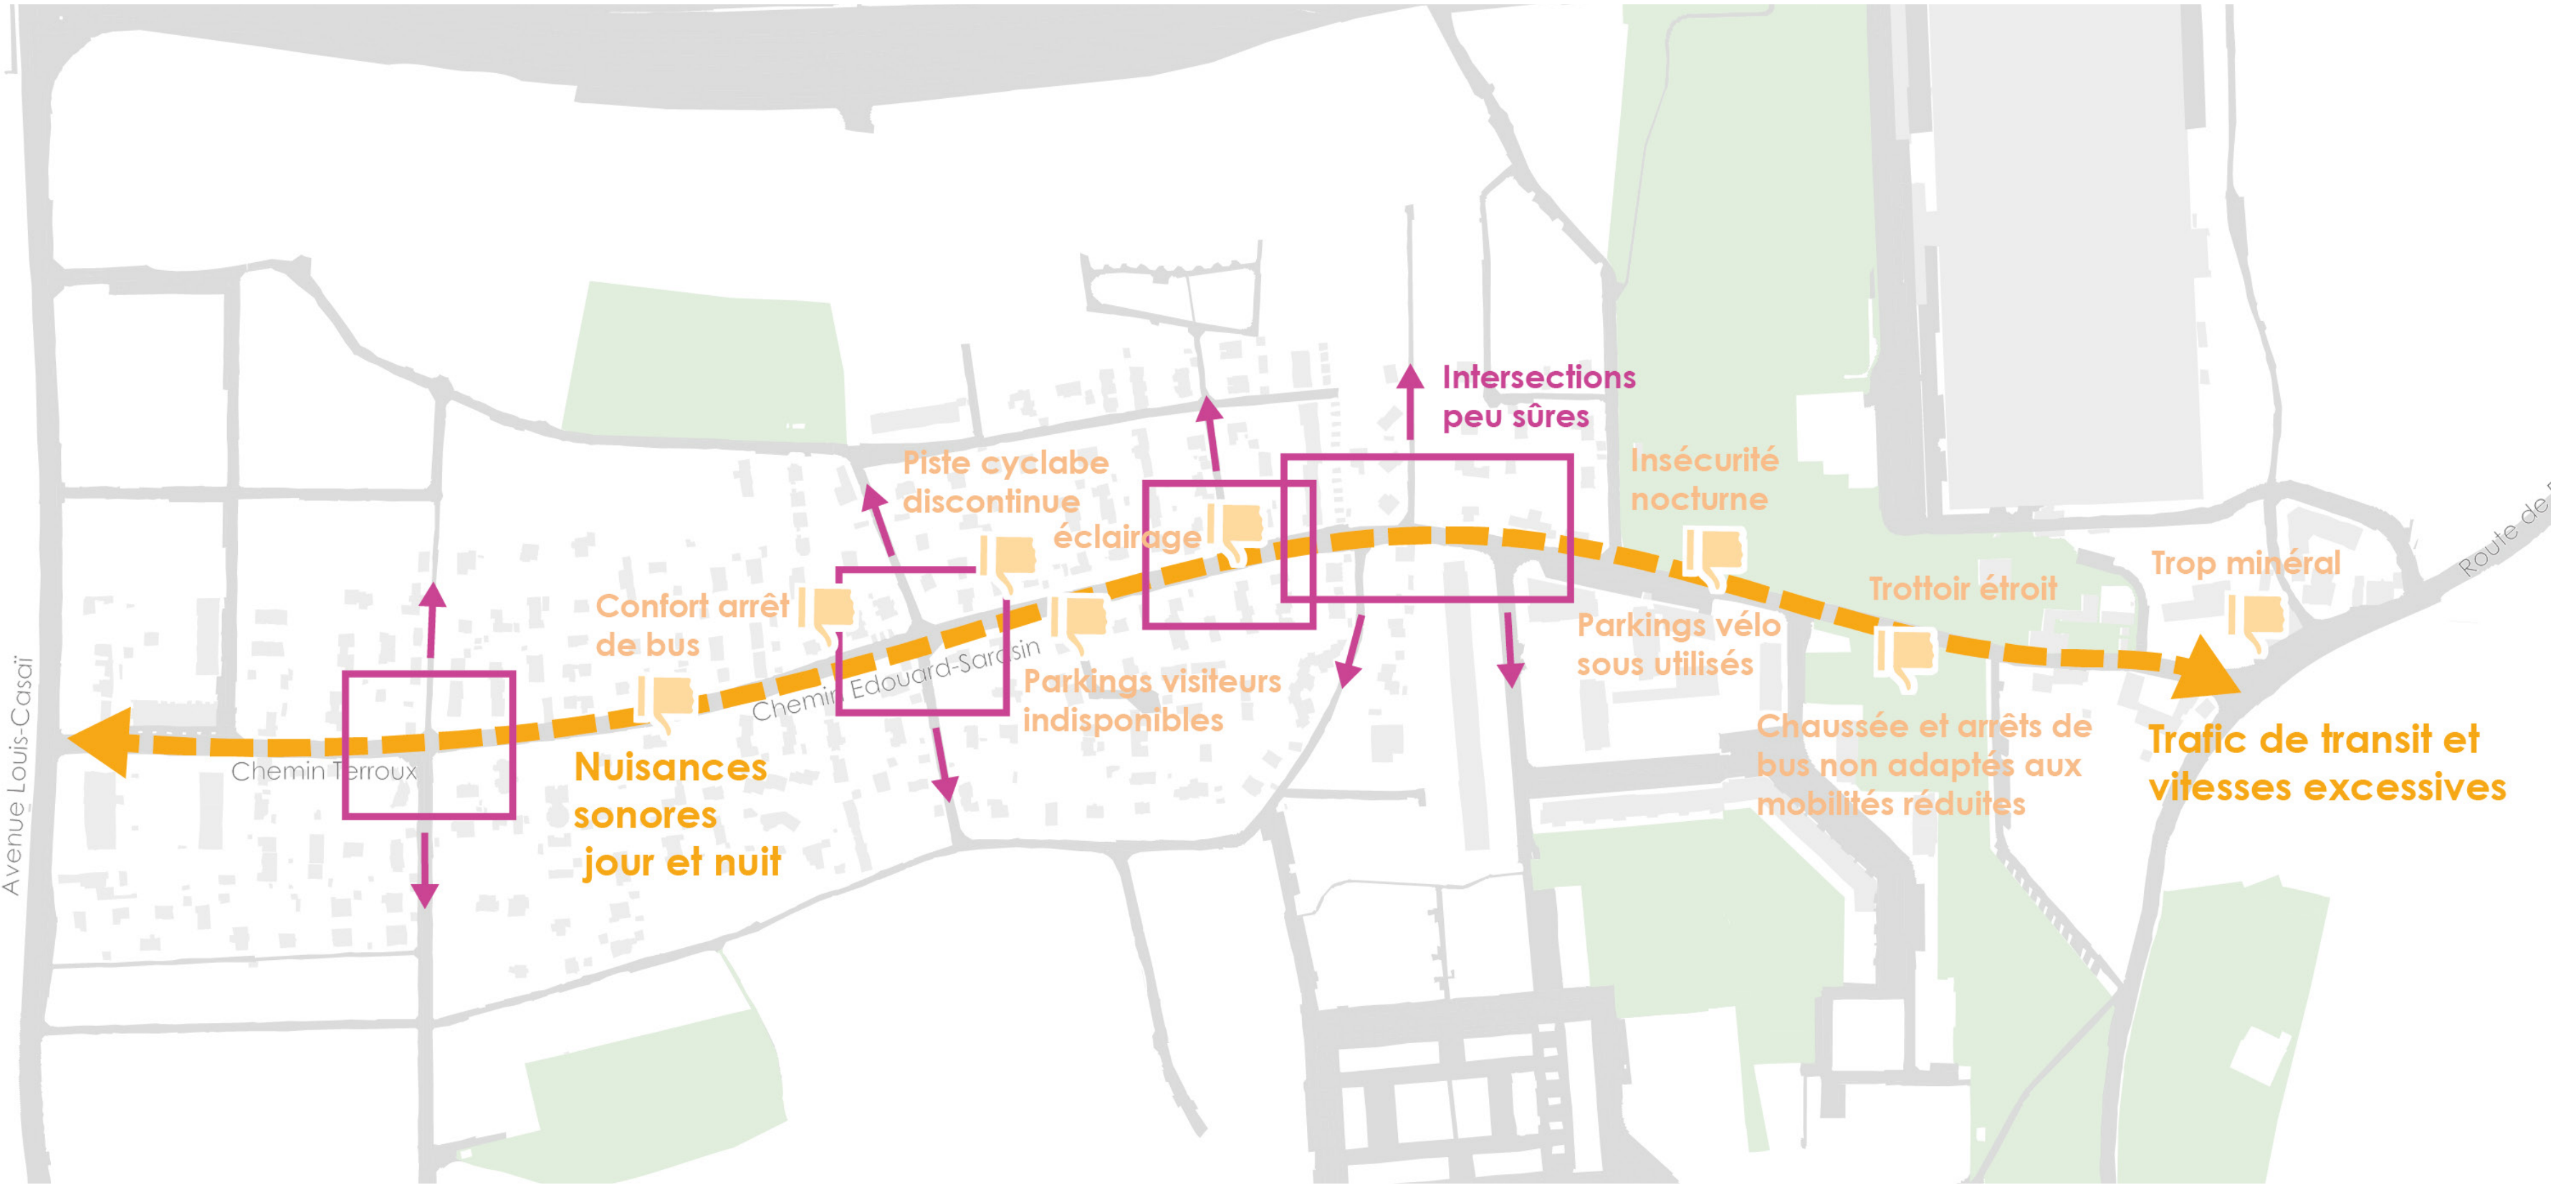 Intersections
peu sûres
Piste cyclabe
discontinue
éclairage
Insécurité
nocturne
Route de
Trop minéral
Trottoir étroit
Confort arrêt
de bus
Parkings vélo
sous utilisés
Chemin Edouard-Sarasin
Parkings visiteurs
indisponibles
Avenue Louis-Casaï
Chemin Terroux
Nuisances
sonores
jour et nuit
Chaussée et arrêts de
bus non adaptés aux
mobilités réduites
Trafic de transit et
vitesses excessives